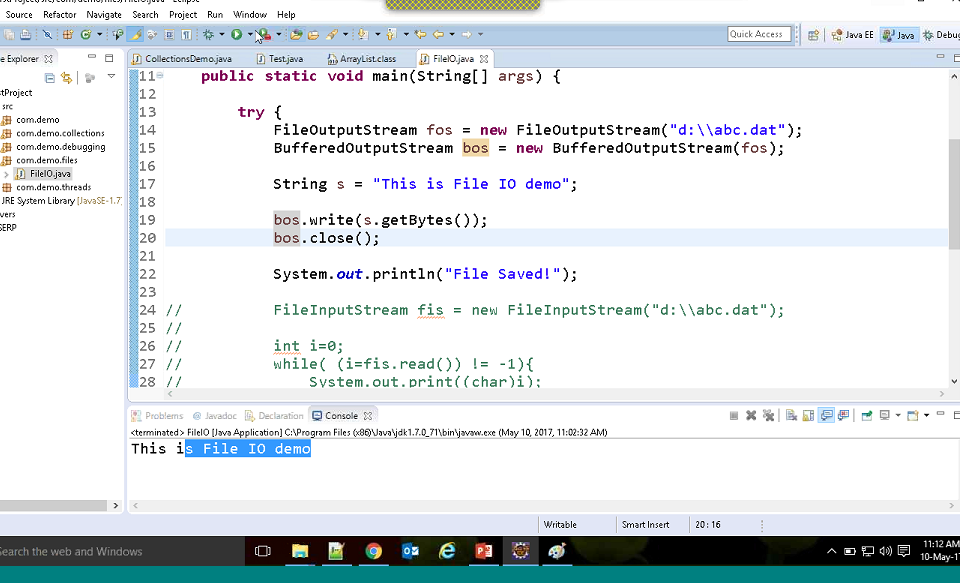 Source Refactor Navigate Search Project Run Window Help
Quick Access Java EE Java Debug
Explorer CollectionsDemo.java Test.java ArrayList.class FileIO.java
stProject
src
com.demo
com.demo.collections
com.demo.debugging
com.demo.files
FileIO.java
com.demo.threads
JRE System Library [JavaSE-1.7]
vers
SERP
11 public static void main(String[] args) {
12
13 try {
14 FileOutputStream fos = new FileOutputStream("d:\\abc.dat");
15 BufferedOutputStream bos = new BufferedOutputStream(fos);
16
17 String s = "This is File IO demo";
18
19 bos.write(s.getBytes());
20 bos.close();
21
22 System.out.println("File Saved!");
23
24 // FileInputStream fis = new FileInputStream("d:\\abc.dat");
25 //
26 // int i=0;
27 // while( (i=fis.read()) != -1){
28 // System.out.print((char)i);
Problems @ Javadoc Declaration Console
<terminated> FileIO [Java Application] C:\Program Files (x86)\Java\jdk1.7.0_71\bin\javaw.exe (May 10, 2017, 11:02:32 AM)
This is File IO demo
Writable Smart Insert 20 : 16
Search the web and Windows
11:12 AM
10-May-17